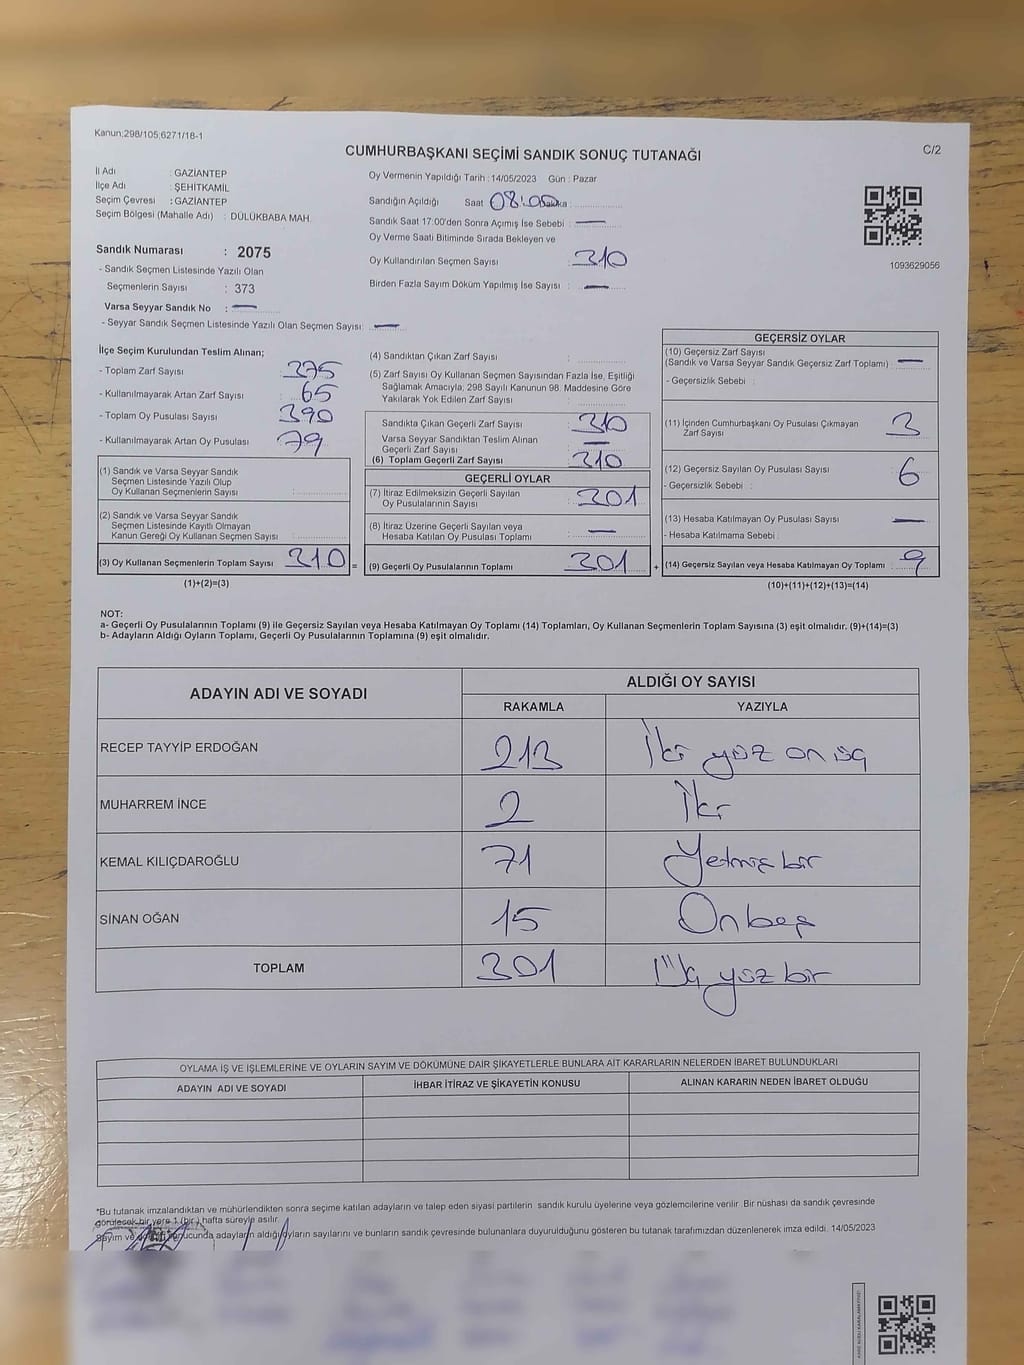 Kanun;298/105;6271/18-1
CUMHURBAŞKANI SEÇİMİ SANDIK SONUÇ TUTANAĞI
C/2
İl Adı : GAZİANTEP
İlçe Adı : ŞEHİTKAMİL
Seçim Çevresi : GAZİANTEP
Seçim Bölgesi (Mahalle Adı) : DÜLÜKBABA MAH.
Sandık Numarası : 2075
- Sandık Seçmen Listesinde Yazılı Olan
Seçmenlerin Sayısı : 373
Varsa Seyyar Sandık No : —
- Seyyar Sandık Seçmen Listesinde Yazılı Olan Seçmen Sayısı: —
Oy Vermenin Yapıldığı Tarih : 14/05/2023 Gün : Pazar
Sandığın Açıldığı Saat 08:00 Dakika :
Sandık Saat 17:00'den Sonra Açımış İse Sebebi : —
Oy Verme Saati Bitiminde Sırada Bekleyen ve
Oy Kullandırılan Seçmen Sayısı : 310
Birden Fazla Sayım Döküm Yapılmış İse Sayısı : —
1093629056
İlçe Seçim Kurulundan Teslim Alınan;
- Toplam Zarf Sayısı : 375
- Kullanılmayarak Artan Zarf Sayısı : 65
- Toplam Oy Pusulası Sayısı : 390
- Kullanılmayarak Artan Oy Pusulası : 79
(1) Sandık ve Varsa Seyyar Sandık
Seçmen Listesinde Yazılı Olup
Oy Kullanan Seçmenlerin Sayısı :
(2) Sandık ve Varsa Seyyar Sandık
Seçmen Listesinde Kayıtlı Olmayan
Kanun Gereği Oy Kullanan Seçmen Sayısı :
(3) Oy Kullanan Seçmenlerin Toplam Sayısı 310 =
(1)+(2)=(3)
(4) Sandıktan Çıkan Zarf Sayısı :
(5) Zarf Sayısı Oy Kullanan Seçmen Sayısından Fazla İse, Eşitliği
Sağlamak Amacıyla; 298 Sayılı Kanunun 98. Maddesine Göre
Yakılarak Yok Edilen Zarf Sayısı :
Sandıkta Çıkan Geçerli Zarf Sayısı : 310
Varsa Seyyar Sandıktan Teslim Alınan
Geçerli Zarf Sayısı : —
(6) Toplam Geçerli Zarf Sayısı : 310
GEÇERLİ OYLAR
(7) İtiraz Edilmeksizin Geçerli Sayılan
Oy Pusulalarının Sayısı : 301
(8) İtiraz Üzerine Geçerli Sayılan veya
Hesaba Katılan Oy Pusulası Toplamı : —
(9) Geçerli Oy Pusulalarının Toplamı 301 +
GEÇERSİZ OYLAR
(10) Geçersiz Zarf Sayısı
(Sandık ve Varsa Seyyar Sandık Geçersiz Zarf Toplamı) : —
- Geçersizlik Sebebi :
(11) İçinden Cumhurbaşkanı Oy Pusulası Çıkmayan
Zarf Sayısı : 3
(12) Geçersiz Sayılan Oy Pusulası Sayısı : 6
- Geçersizlik Sebebi :
(13) Hesaba Katılmayan Oy Pusulası Sayısı : —
- Hesaba Katılmama Sebebi :
(14) Geçersiz Sayılan veya Hesaba Katılmayan Oy Toplamı : 9
(10)+(11)+(12)+(13)=(14)
NOT:
a- Geçerli Oy Pusulalarının Toplamı (9) ile Geçersiz Sayılan veya Hesaba Katılmayan Oy Pusulası (14) Toplamları, Oy Kullanan Seçmenlerin Toplam Sayısına (3) eşit olmalıdır. (9)+(14)=(3)
b- Adayların Aldığı Oyların Toplamı, Geçerli Oy Pusulalarının Toplamına (9) eşit olmalıdır.
ADAYIN ADI VE SOYADI ALDIĞI OY SAYISI
RAKAMLA YAZIYLA
RECEP TAYYİP ERDOĞAN 213 İki yüz on üç
MUHARREM İNCE 2 İki
KEMAL KILIÇDAROĞLU 71 Yetmiş bir
SİNAN OĞAN 15 On beş
TOPLAM 301 Üç yüz bir
OYLAMA İŞ VE İŞLEMLERİNE VE OYLARIN SAYIM VE DÖKÜMÜNE DAİR ŞİKAYETLERLE BUNLARA AİT KARARLARIN NELERDEN İBARET BULUNDUKLARI
ADAYIN ADI VE SOYADI İHBAR İTİRAZ VE ŞİKAYETİN KONUSU ALINAN KARARIN NEDEN İBARET OLDUĞU
*Bu tutanak imzalandıktan ve mühürlendikten sonra seçime katılan adayların ve talep eden siyasi partilerin sandık kurulu üyelerine veya gözlemcilerine verilir. Bir nüshası da sandık çevresinde
görülecek bir yere 1 (bir) hafta süreyle asılır.
Sayım ve döküm sonucunda adayların aldığı oyların sayılarını ve bunların sandık çevresinde bulunanlara duyurulduğunu gösteren bu tutanak tarafımızdan düzenlenerek imza edildi. 14/05/2023